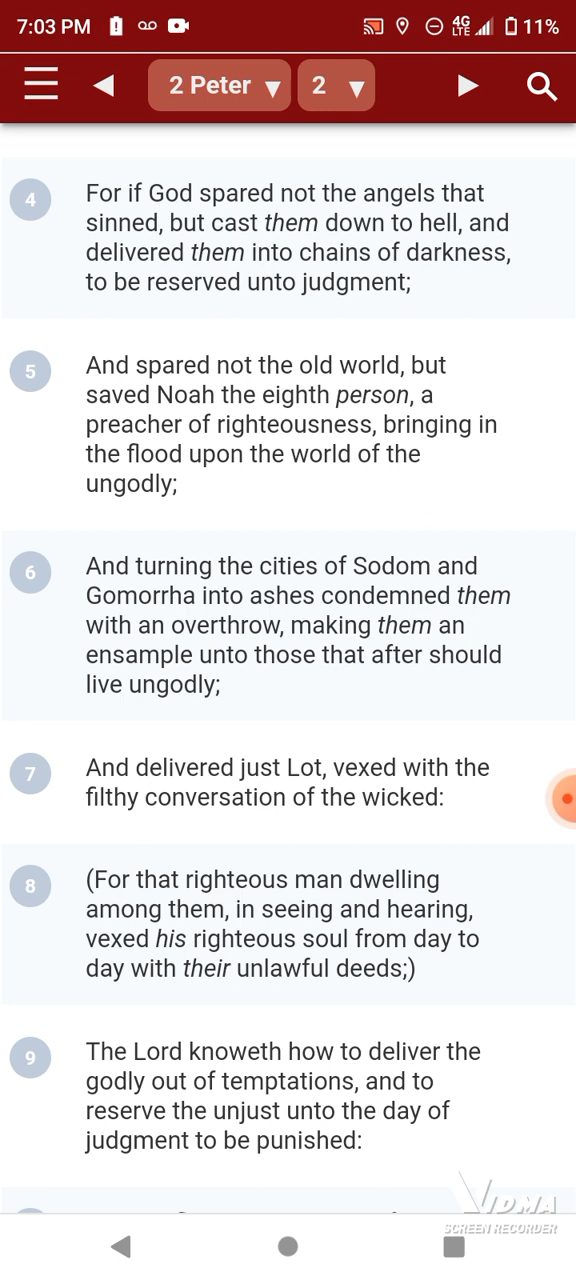 7:03 PM 4G LTE 11%
2 Peter 2
4 For if God spared not the angels that
sinned, but cast them down to hell, and
delivered them into chains of darkness,
to be reserved unto judgment;
5 And spared not the old world, but
saved Noah the eighth person, a
preacher of righteousness, bringing in
the flood upon the world of the
ungodly;
6 And turning the cities of Sodom and
Gomorrha into ashes condemned them
with an overthrow, making them an
ensample unto those that after should
live ungodly;
7 And delivered just Lot, vexed with the
filthy conversation of the wicked:
8 (For that righteous man dwelling
among them, in seeing and hearing,
vexed his righteous soul from day to
day with their unlawful deeds;)
9 The Lord knoweth how to deliver the
godly out of temptations, and to
reserve the unjust unto the day of
judgment to be punished:
VIDMA
SCREEN RECORDER